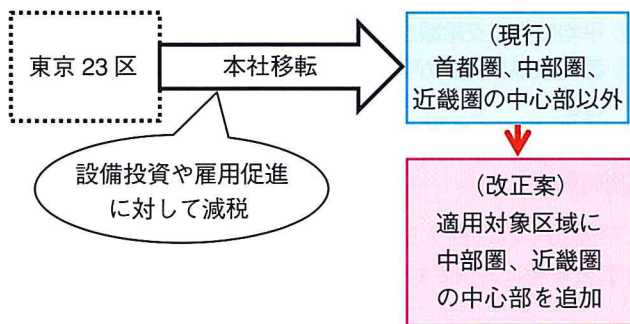 東京 23 区
本社移転
(現行)
首都圏、中部圏、
近畿圏の中心部以外
設備投資や雇用促進
に対して減税
(改正案)
適用対象区域に
中部圏、近畿圏
の中心部を追加